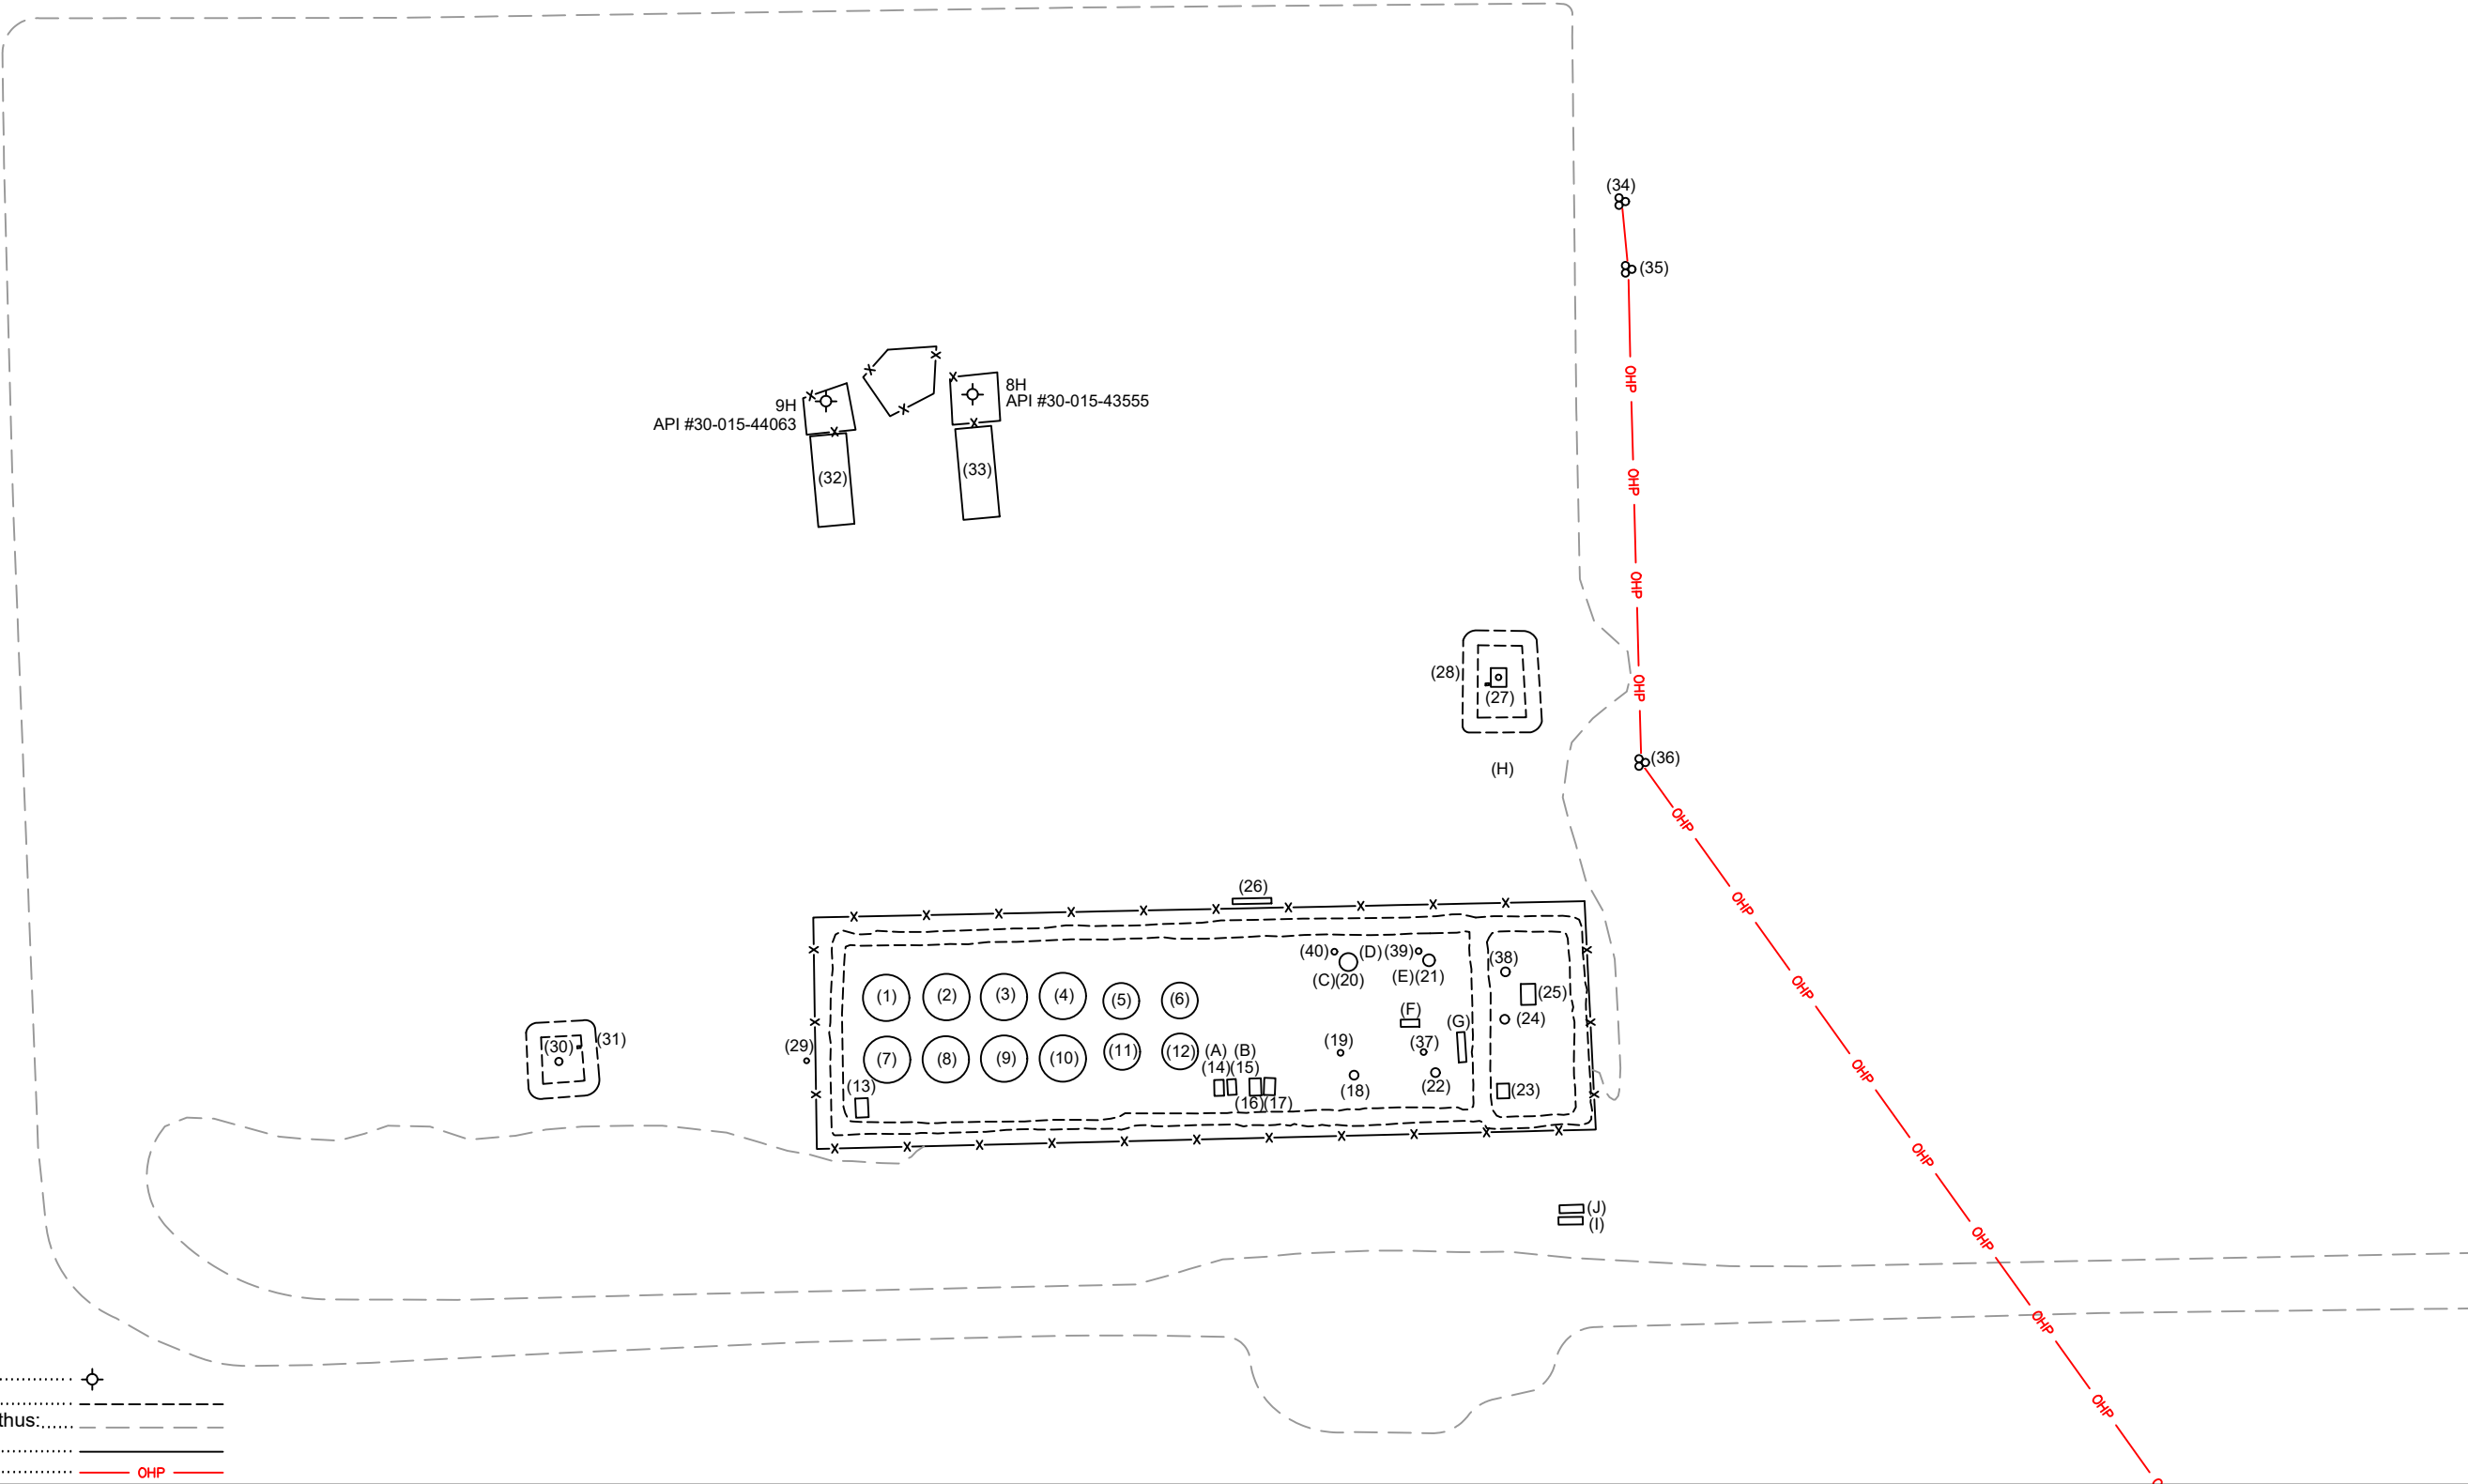 (34)
(35)
OHP
8H
API #30-015-43555
9H
API #30-015-44063
(33)
(32)
OHP
OHP
(28)
(27)
OHP
(36)
(H)
OHP
(26)
OHP
(40)
(D)
(39)
(38)
(C)
(20)
(E)
(21)
OHP
(1)
(2)
(3)
(4)
(5)
(6)
(25)
(F)
(G)
(24)
(31)
(30)
(29)
(7)
(8)
(9)
(10)
(11)
(12)
(A)
(B)
(19)
(37)
(14)
(15)
OHP
(13)
(18)
(22)
(23)
(16)
(17)
OHP
(J)
(I)
OHP
OHP
OHP
thus:
OHP